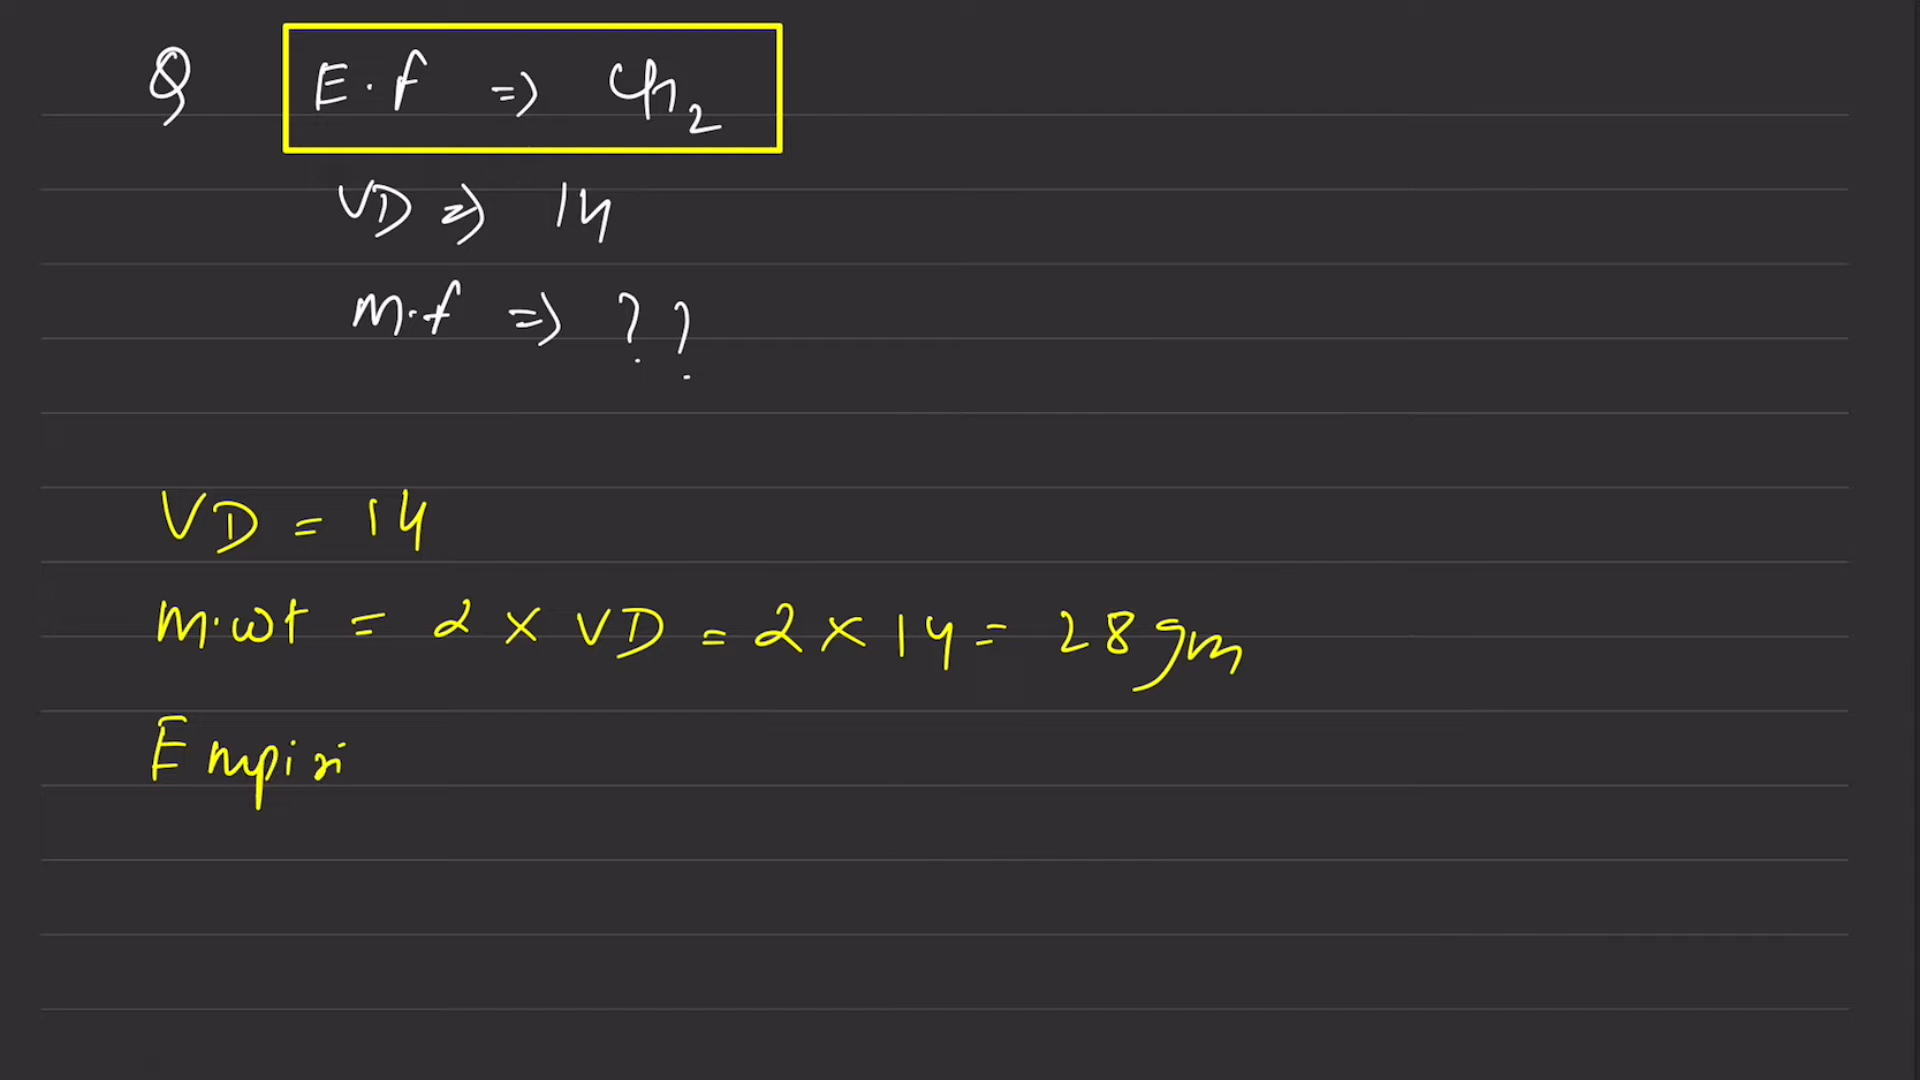 Q E.f => CH2
VD => 14
M.f => ??
VD = 14
M.wt = 2 × VD = 2 × 14 = 28 gm
Empiri